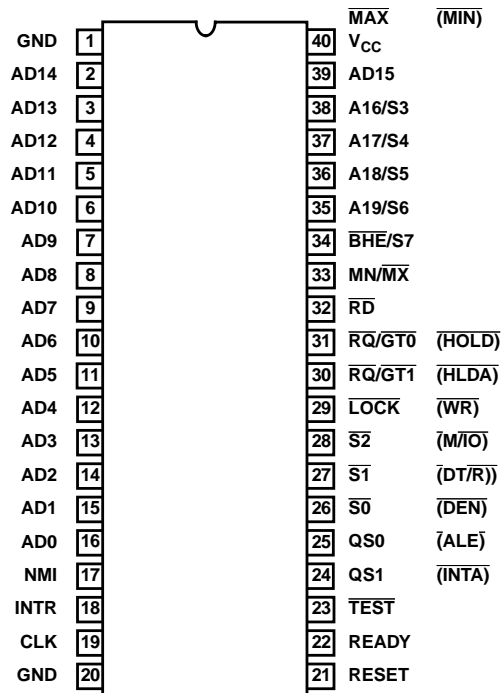 MAX (MIN)
GND 1 40 VCC
AD14 2 39 AD15
AD13 3 38 A16/S3
AD12 4 37 A17/S4
AD11 5 36 A18/S5
AD10 6 35 A19/S6
AD9 7 34 BHE/S7
AD8 8 33 MN/MX
AD7 9 32 RD
AD6 10 31 RQ/GT0 (HOLD)
AD5 11 30 RQ/GT1 (HLDA)
AD4 12 29 LOCK (WR)
AD3 13 28 S2 (M/IO)
AD2 14 27 S1 (DT/R))
AD1 15 26 S0 (DEN)
AD0 16 25 QS0 (ALE)
NMI 17 24 QS1 (INTA)
INTR 18 23 TEST
CLK 19 22 READY
GND 20 21 RESET